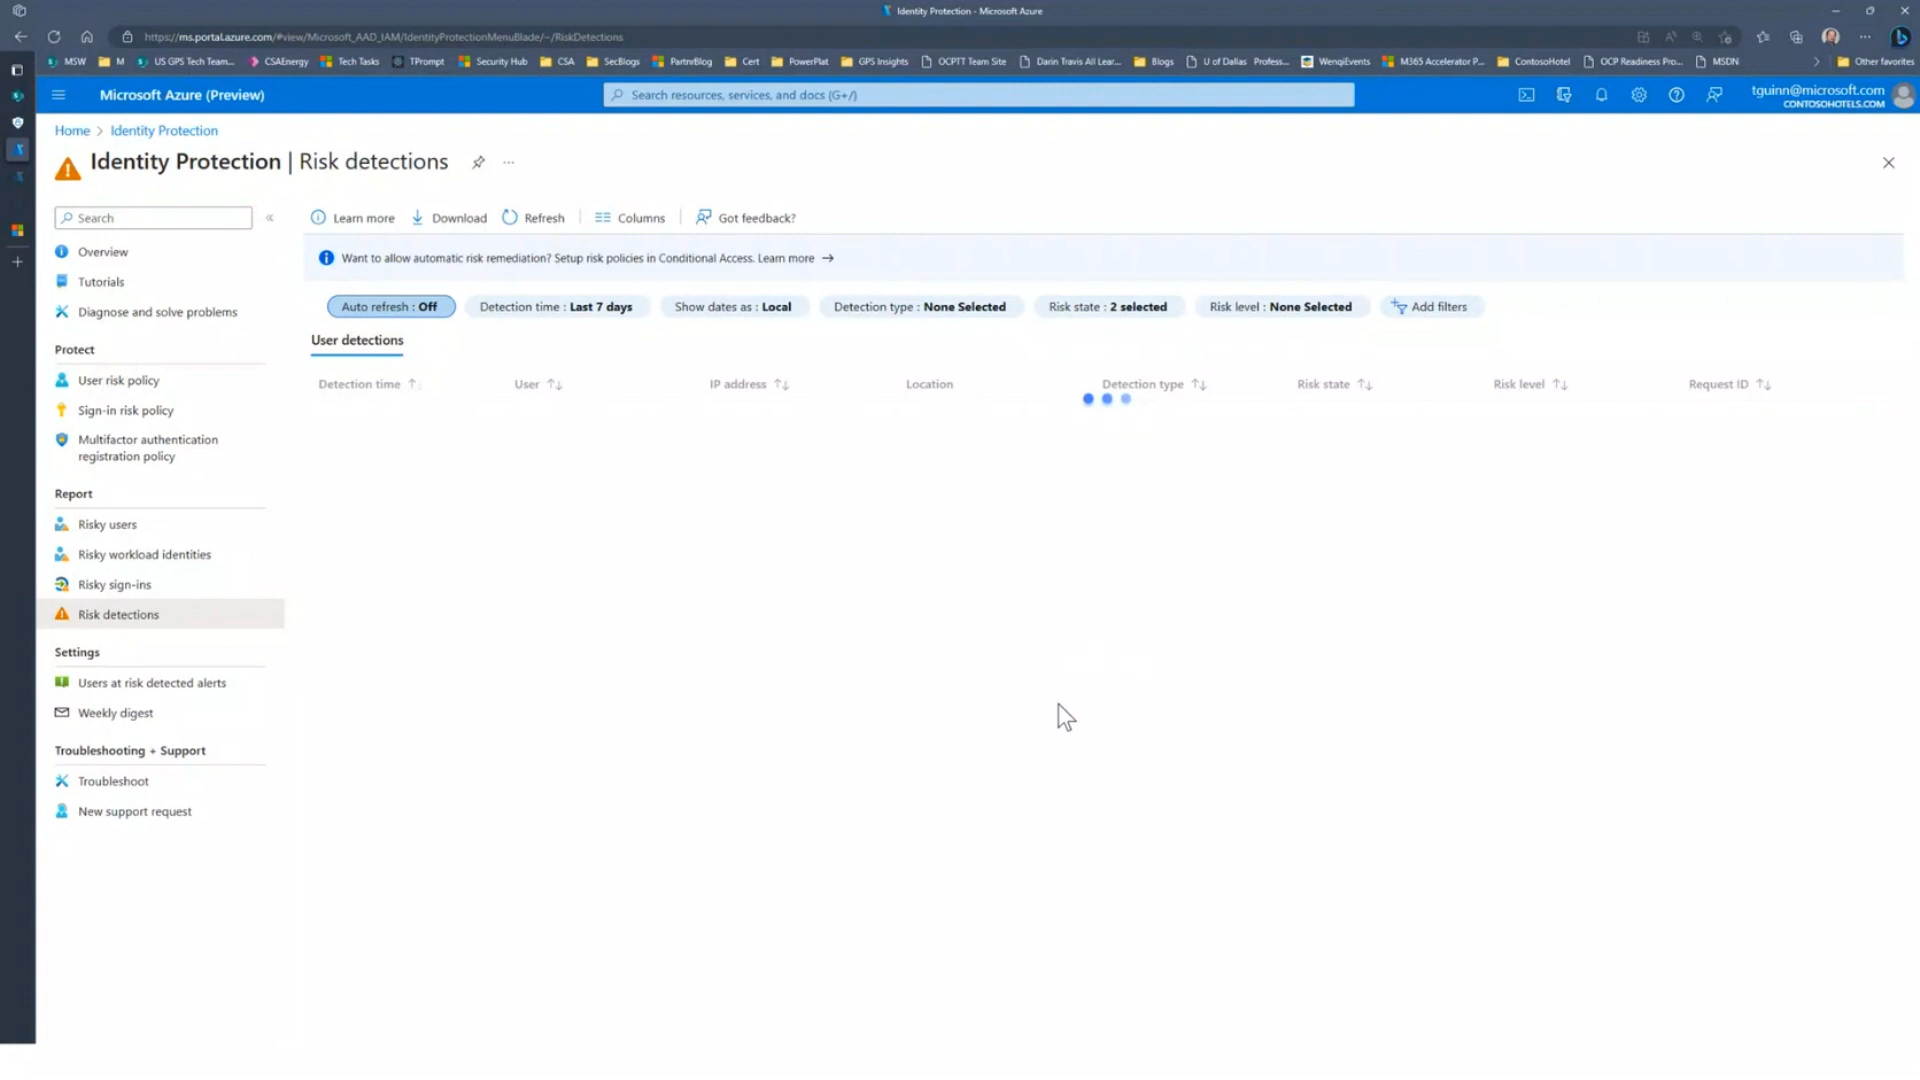 Identity Protection - Microsoft Azure
https://ms.portal.azure.com/#view/Microsoft_AAD_IAM/IdentityProtectionMenuBlade/~/RiskDetections
MSW M US GPS Tech Team... CSAEnergy Tech Tasks TPrompt Security Hub CSA SecBlogs PartnrBlog Cert PowerPlat GPS Insights OCPTT Team Site Darin Travis All Lear... Blogs U of Dallas Profess... WenqiEvents M365 Accelerator P... ContosoHotel OCP Readiness Pro... MSDN Other favorites
Microsoft Azure (Preview)
Search resources, services, and docs (G+/)
tguinn@microsoft.com
CONTOSOHOTELS.COM
Home > Identity Protection
Identity Protection | Risk detections
Search
Overview
Tutorials
Diagnose and solve problems
Protect
User risk policy
Sign-in risk policy
Multifactor authentication
registration policy
Report
Risky users
Risky workload identities
Risky sign-ins
Risk detections
Settings
Users at risk detected alerts
Weekly digest
Troubleshooting + Support
Troubleshoot
New support request
Learn more Download Refresh Columns Got feedback?
Want to allow automatic risk remediation? Setup risk policies in Conditional Access. Learn more →
Auto refresh : Off Detection time : Last 7 days Show dates as : Local Detection type : None Selected Risk state : 2 selected Risk level : None Selected Add filters
User detections
Detection time User IP address Location Detection type Risk state Risk level Request ID